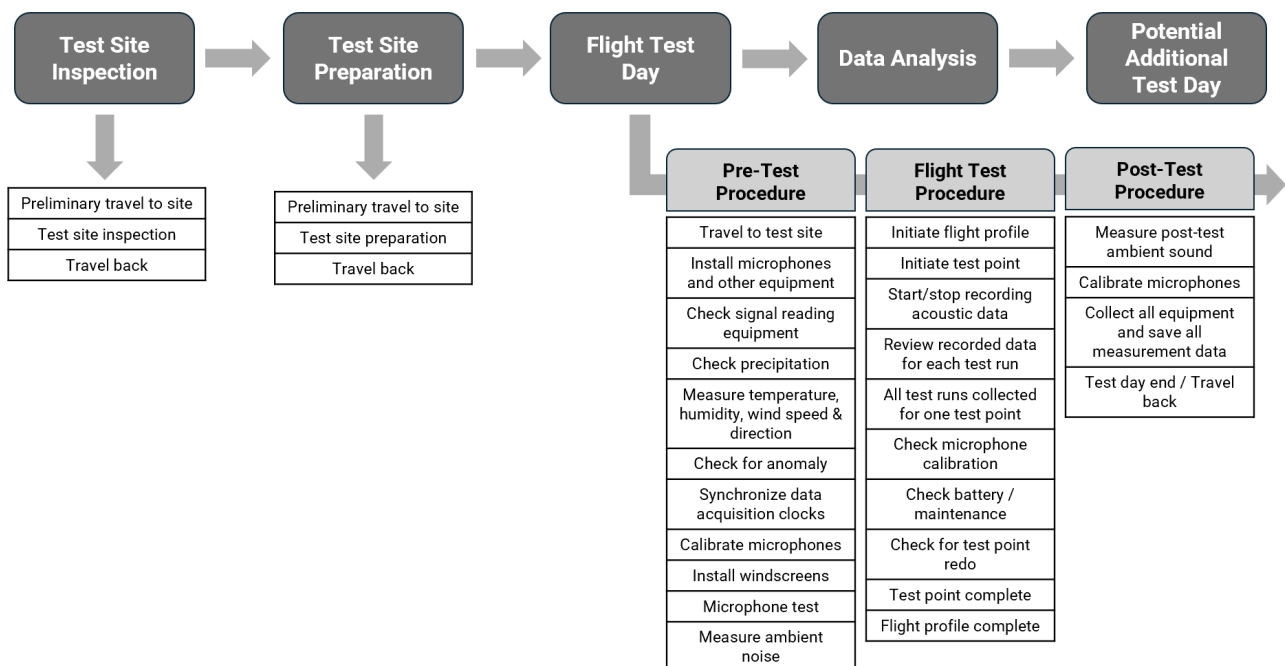 Test Site
Inspection
Test Site
Preparation
Flight Test
Day
Data Analysis
Potential
Additional
Test Day
Preliminary travel to site
Test site inspection
Travel back
Preliminary travel to site
Test site preparation
Travel back
Pre-Test
Procedure
Travel to test site
Install microphones
and other equipment
Check signal reading
equipment
Check precipitation
Measure temperature,
humidity, wind speed &
direction
Check for anomaly
Synchronize data
acquisition clocks
Calibrate microphones
Install windscreens
Microphone test
Measure ambient
noise
Flight Test
Procedure
Initiate flight profile
Initiate test point
Start/stop recording
acoustic data
Review recorded data
for each test run
All test runs collected
for one test point
Check microphone
calibration
Check battery /
maintenance
Check for test point
redo
Test point complete
Flight profile complete
Post-Test
Procedure
Measure post-test
ambient sound
Calibrate microphones
Collect all equipment
and save all
measurement data
Test day end / Travel
back